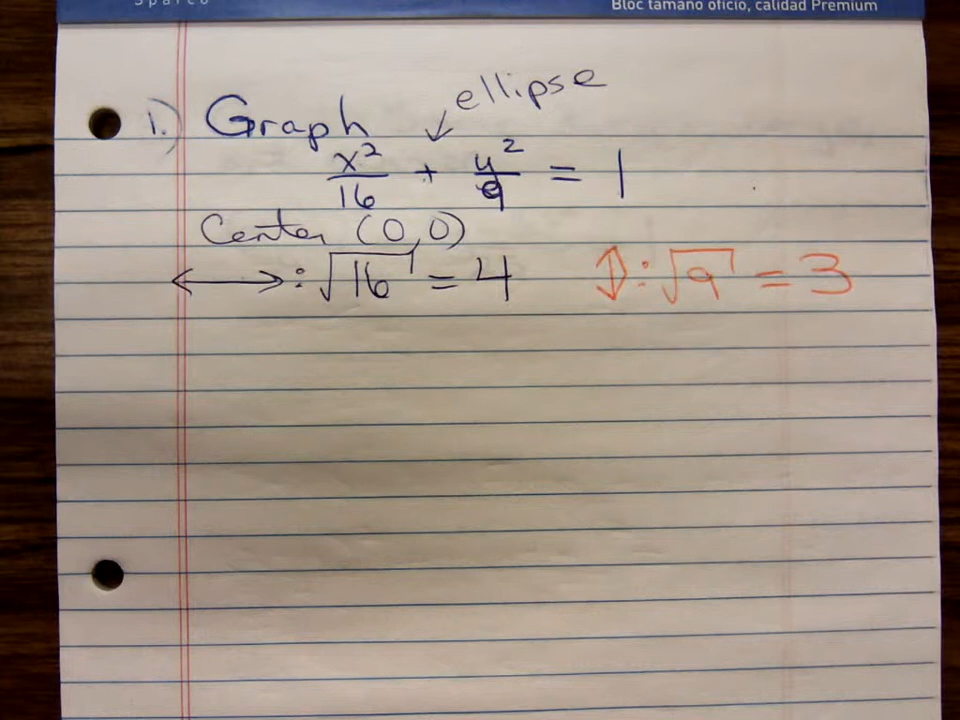 Sparco
Bloc tamaño oficio, calidad Premium
ellipse
1.) Graph ↙
x²/16 + y²/9 = 1
Center (0,0)
↔ : √16 = 4 ↕ : √9 = 3